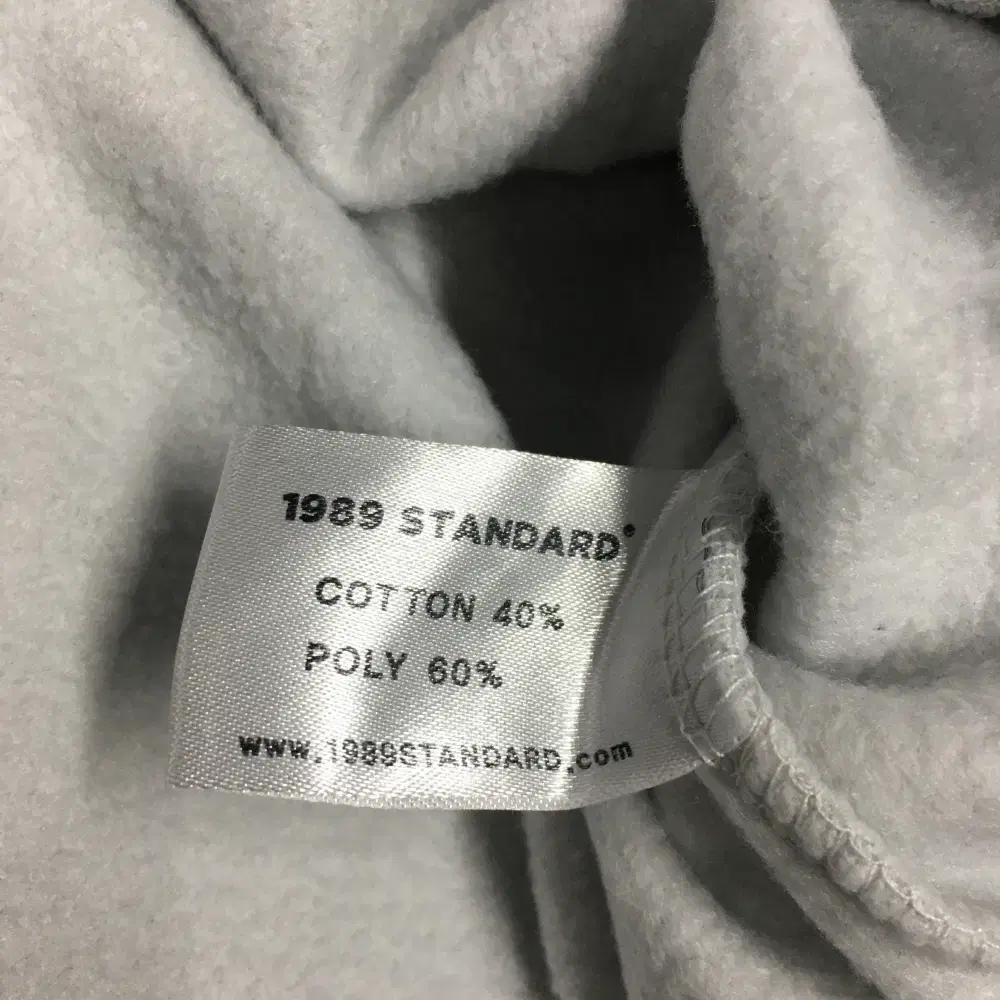 1989 STANDARD®
COTTON 40%
POLY 60%
www.1989STANDARD.com